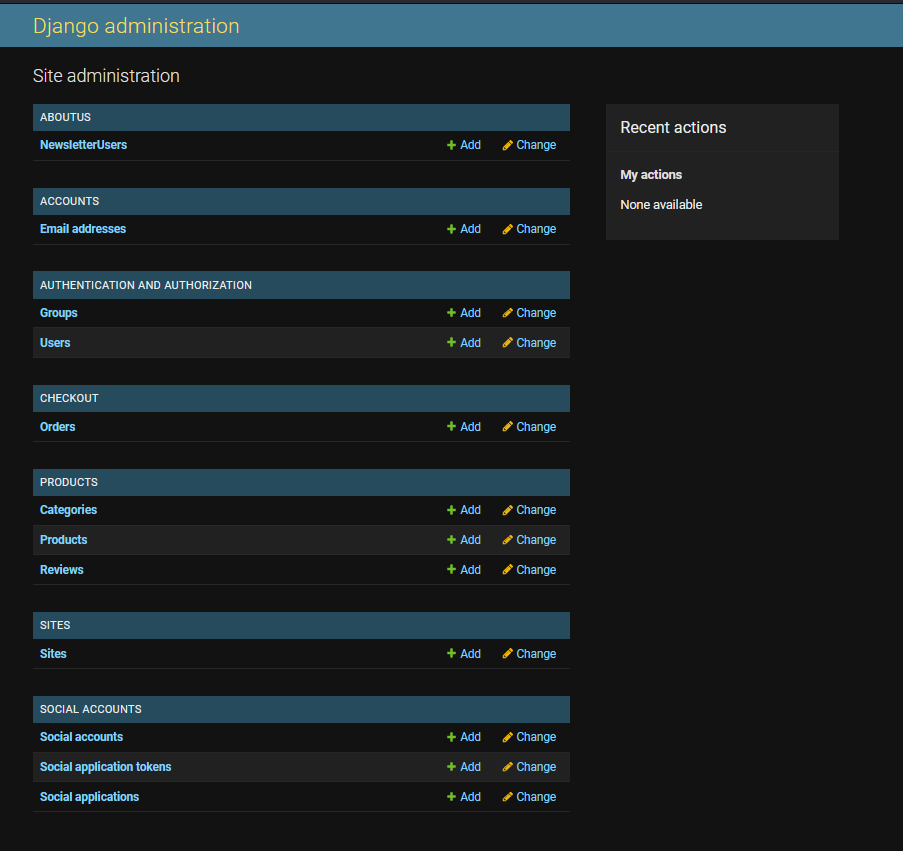 Django administration
Site administration
ABOUTUS
NewsletterUsers Add Change
ACCOUNTS
Email addresses Add Change
AUTHENTICATION AND AUTHORIZATION
Groups Add Change
Users Add Change
CHECKOUT
Orders Add Change
PRODUCTS
Categories Add Change
Products Add Change
Reviews Add Change
SITES
Sites Add Change
SOCIAL ACCOUNTS
Social accounts Add Change
Social application tokens Add Change
Social applications Add Change
Recent actions
My actions
None available